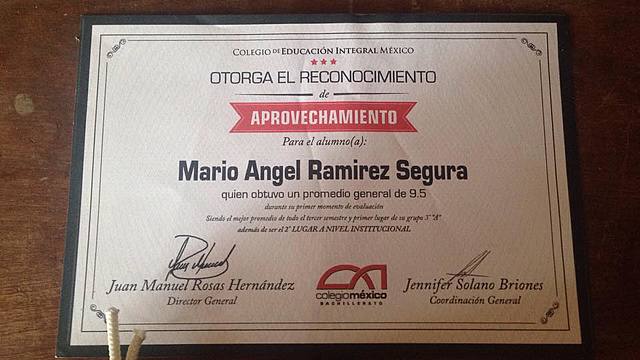 COLEGIO DE EDUCACIÓN INTEGRAL MÉXICO
OTORGA EL RECONOCIMIENTO
de
APROVECHAMIENTO
Para el alumno(a):
Mario Angel Ramirez Segura
quien obtuvo un promedio general de 9.5
durante su primer momento de evaluación
Siendo el mejor promedio de todo el tercer semestre y primer lugar de su grupo 3° "A"
además de ser el 2° LUGAR A NIVEL INSTITUCIONAL
Juan Manuel Rosas Hernández
Director General
colegioméxico
BACHILLERATO
Jennifer Solano Briones
Coordinación General